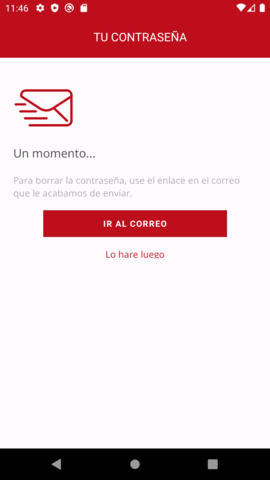 11:46
TU CONTRASEÑA
Un momento...
Para borrar la contraseña, use el enlace en el correo
que le acabamos de enviar.
IR AL CORREO
Lo hare luego